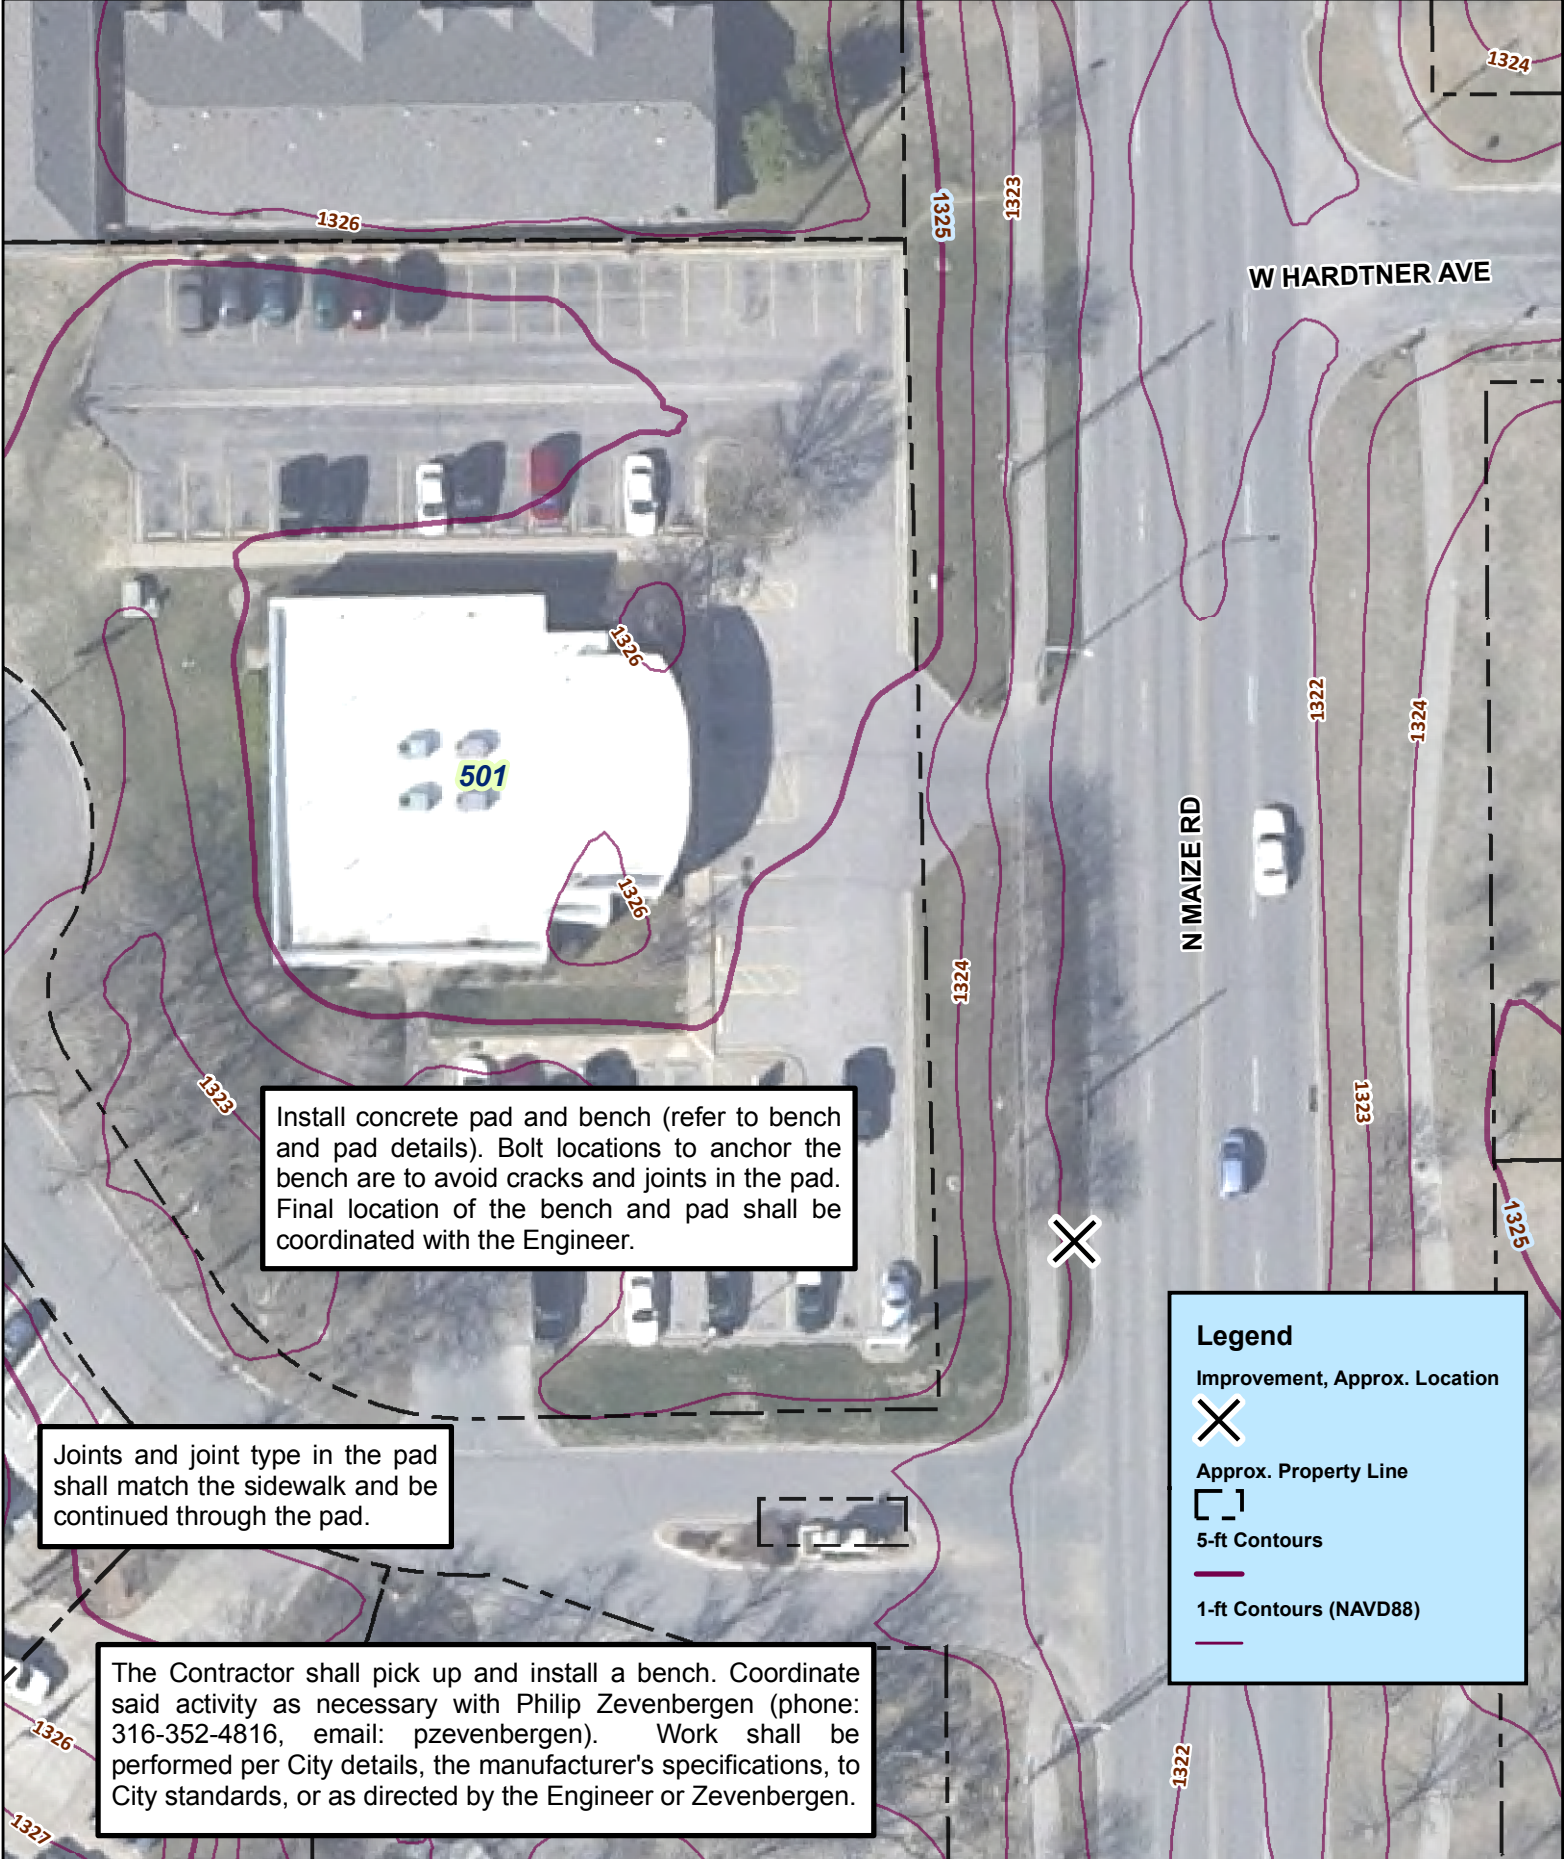 1324
1323
1325
1326
W HARDTNER AVE
1326
1322
1324
501
N MAIZE RD
1326
1324
1323
1323
Install concrete pad and bench (refer to bench
and pad details). Bolt locations to anchor the
bench are to avoid cracks and joints in the pad.
Final location of the bench and pad shall be
coordinated with the Engineer.
1325
Legend
Improvement, Approx. Location
Approx. Property Line
5-ft Contours
1-ft Contours (NAVD88)
Joints and joint type in the pad
shall match the sidewalk and be
continued through the pad.
The Contractor shall pick up and install a bench. Coordinate
said activity as necessary with Philip Zevenbergen (phone:
316-352-4816, email: pzevenbergen). Work shall be
performed per City details, the manufacturer's specifications, to
City standards, or as directed by the Engineer or Zevenbergen.
1326
1322
1327